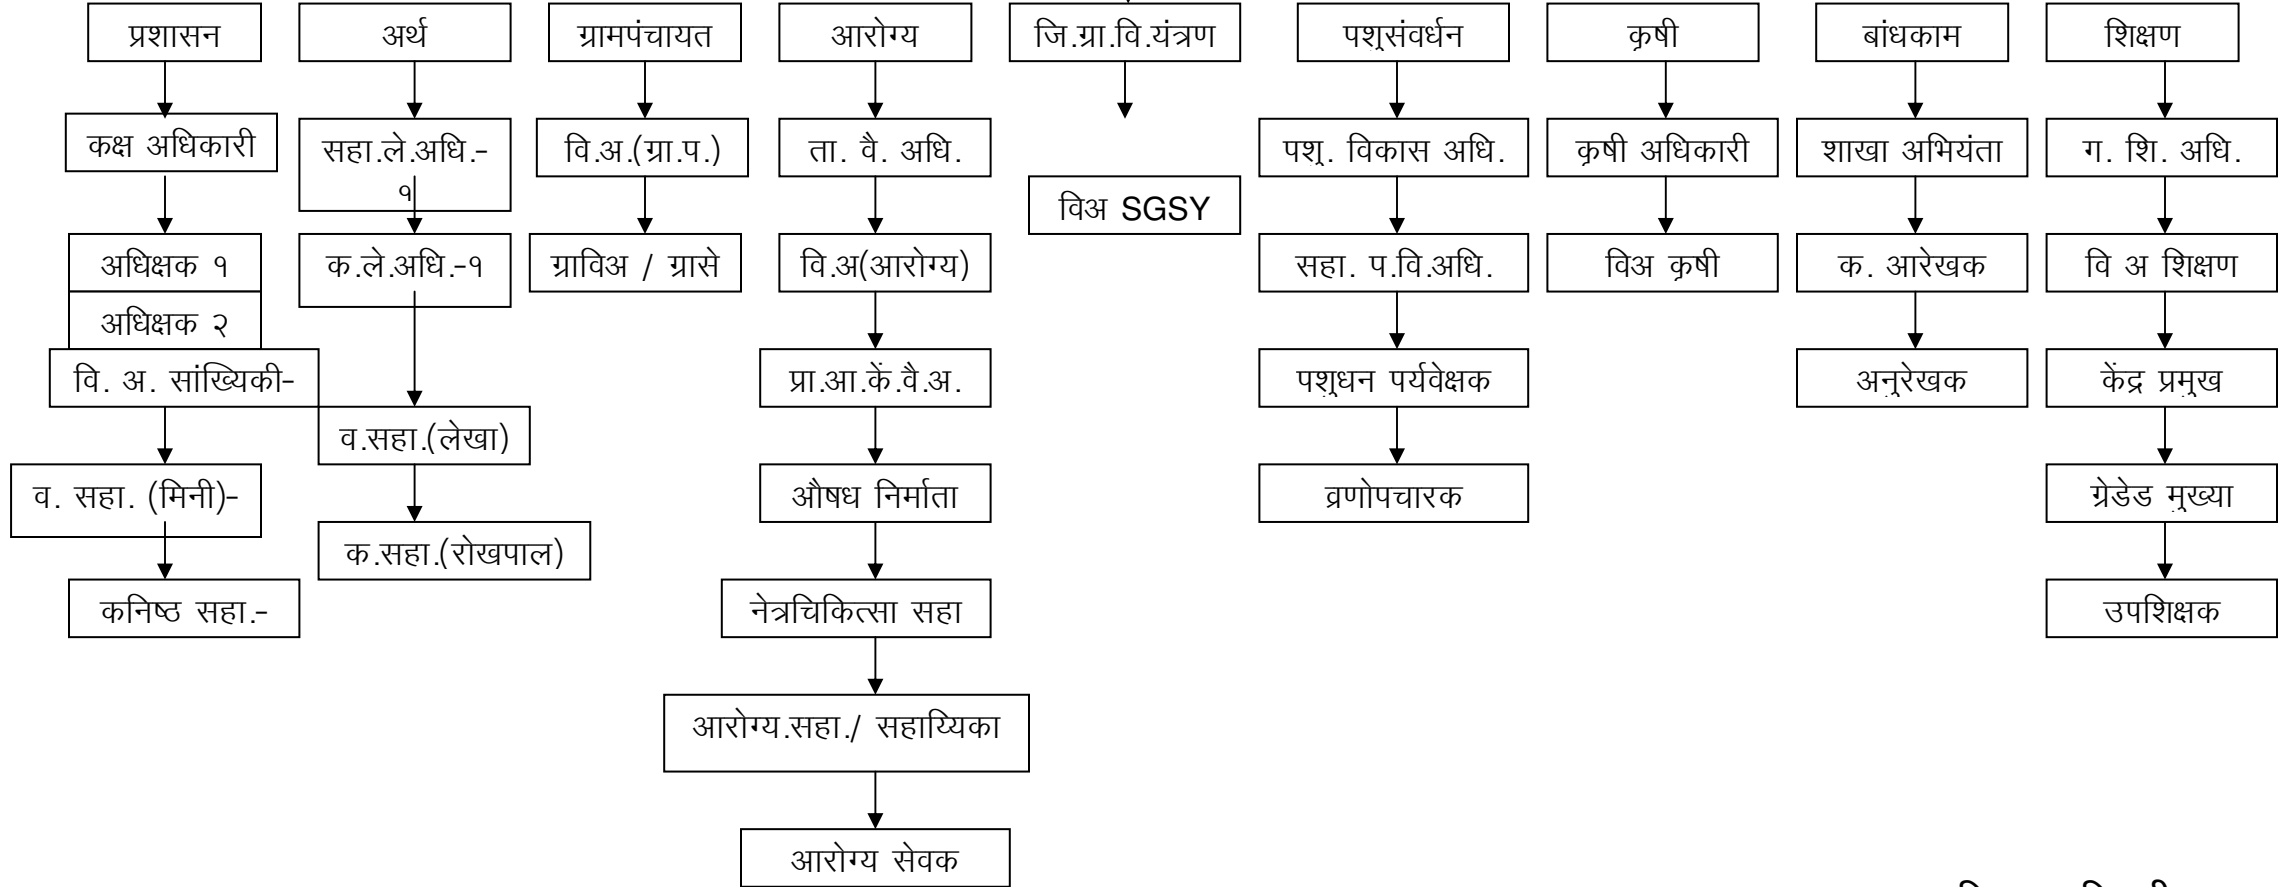 प्रशासन
अर्थ
ग्रामपंचायत
आरोग्य
जि.ग्रा.वि.यंत्रण
पशुसंवर्धन
कृषी
बांधकाम
शिक्षण
कक्ष अधिकारी
सहा.ले.अधि.-
१
वि.अ.(ग्रा.प.)
ता. वै. अधि.
पशु. विकास अधि.
कृषी अधिकारी
शाखा अभियंता
ग. शि. अधि.
विअ SGSY
अधिक्षक १
क.ले.अधि.-१
ग्राविअ / ग्रासे
वि.अ(आरोग्य)
सहा. प.वि.अधि.
विअ कृषी
क. आरेखक
वि अ शिक्षण
अधिक्षक २
वि. अ. सांख्यिकी-
प्रा.आ.कें.वै.अ.
पशुधन पर्यवेक्षक
अनुरेखक
केंद्र प्रमुख
व.सहा.(लेखा)
व. सहा. (मिनी)-
औषध निर्माता
व्रणोपचारक
ग्रेडेड मुख्या
क.सहा.(रोखपाल)
कनिष्ठ सहा.-
नेत्रचिकित्सा सहा
उपशिक्षक
आरोग्य.सहा./ सहाय्यिका
आरोग्य सेवक